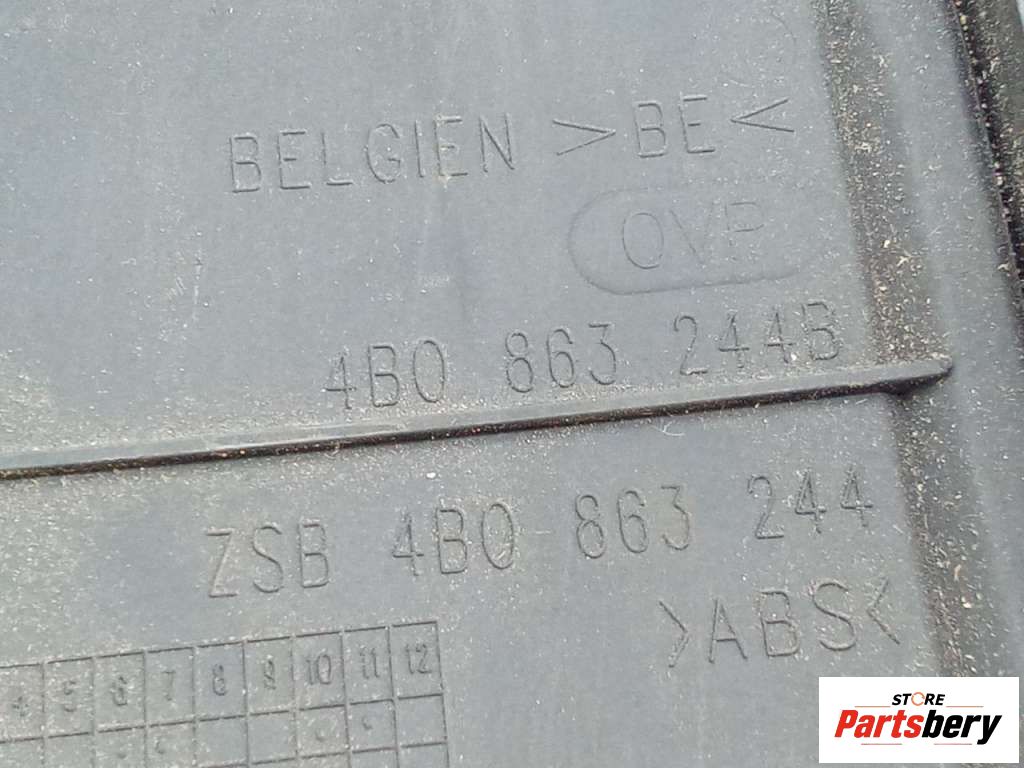 BELGIEN >BE<
OVP
4B0 863 244B
ZSB 4B0 863 244
>ABS<
4 5 6 7 8 9 10 11 12
STORE
Partsbery